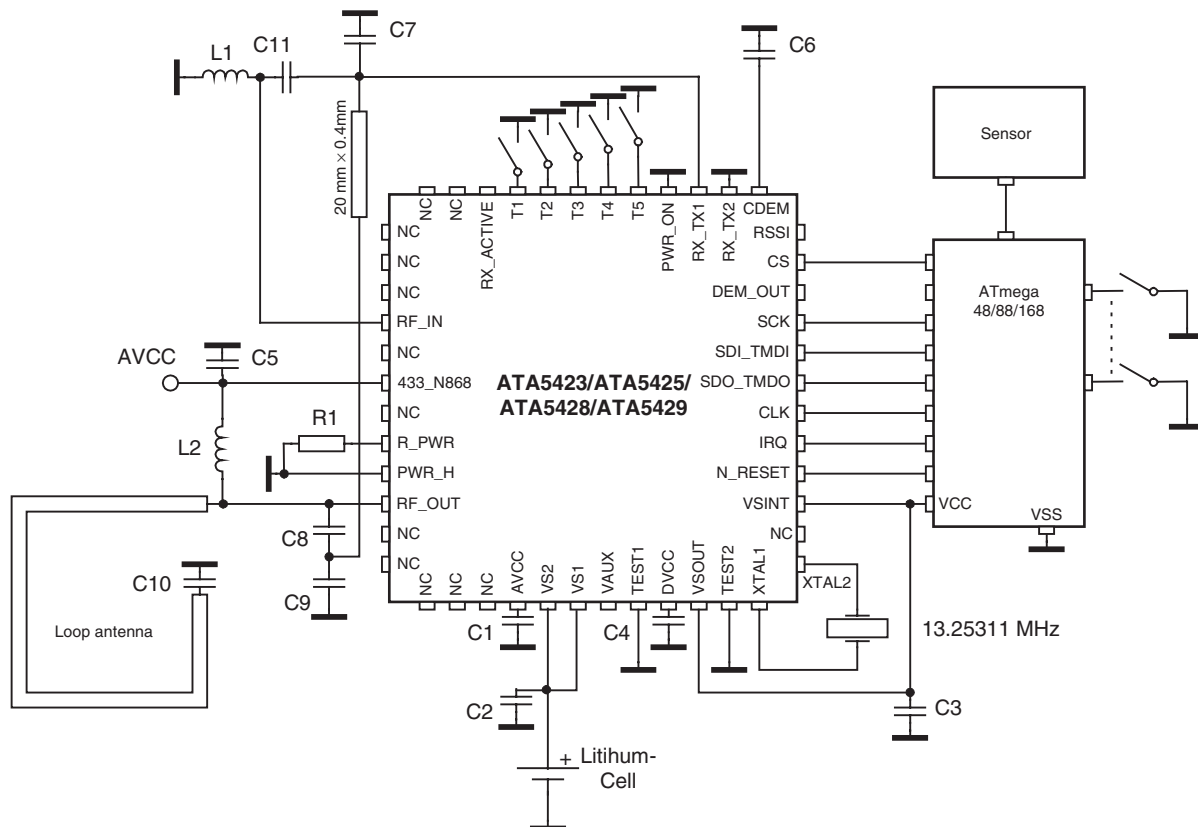 C7
C6
L1
C11
20 mm × 0.4mm
Sensor
NC
NC
RX_ACTIVE
T1
T2
T3
T4
T5
PWR_ON
RX_TX1
RX_TX2
CDEM
RSSI
NC
NC
NC
RF_IN
NC
433_N868
NC
R_PWR
PWR_H
RF_OUT
NC
NC
CS
DEM_OUT
SCK
SDI_TMDI
SDO_TMDO
CLK
IRQ
N_RESET
VSINT
NC
XTAL2
ATA5423/ATA5425/
ATA5428/ATA5429
ATmega
48/88/168
VCC
VSS
AVCC
C5
L2
R1
C8
C9
C10
Loop antenna
NC
NC
NC
AVCC
VS2
VS1
VAUX
TEST1
DVCC
VSOUT
TEST2
XTAL1
C1
C4
13.25311 MHz
C2
C3
+ Litihum-
Cell